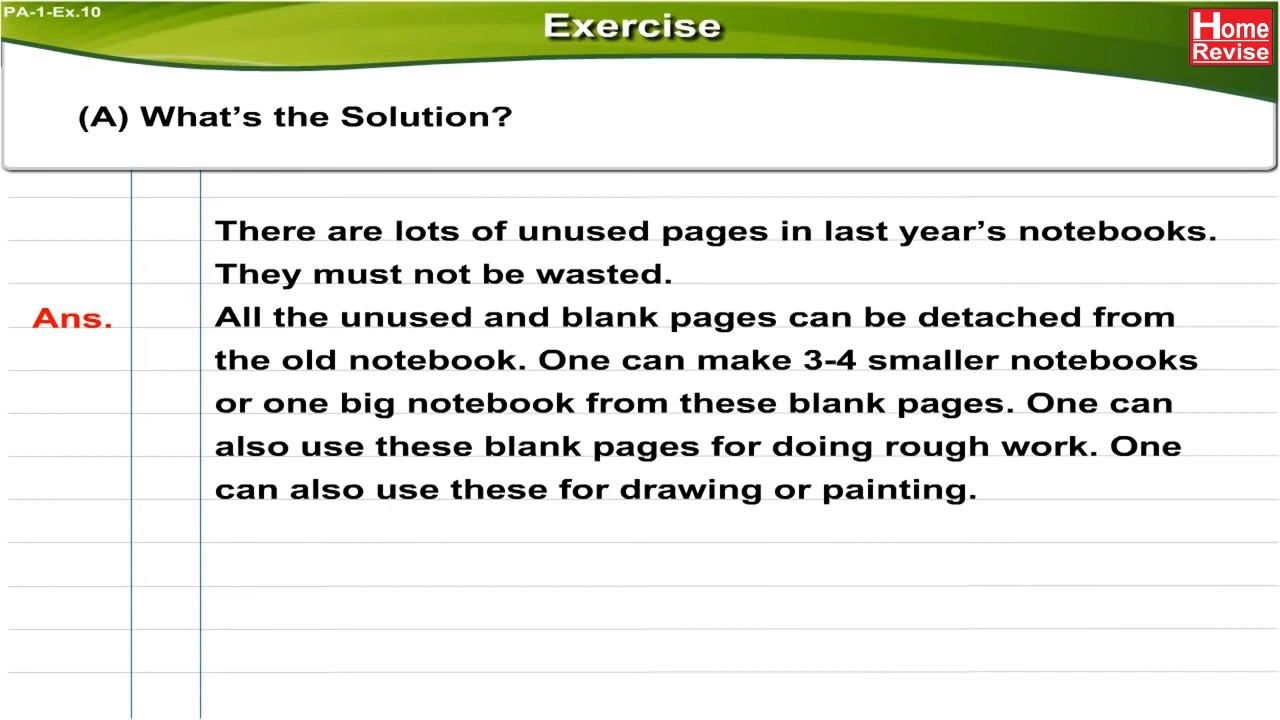 PA-1-Ex.10
Exercise
Home
Revise
(A) What’s the Solution?
There are lots of unused pages in last year’s notebooks.
They must not be wasted.
Ans. All the unused and blank pages can be detached from
the old notebook. One can make 3-4 smaller notebooks
or one big notebook from these blank pages. One can
also use these blank pages for doing rough work. One
can also use these for drawing or painting.